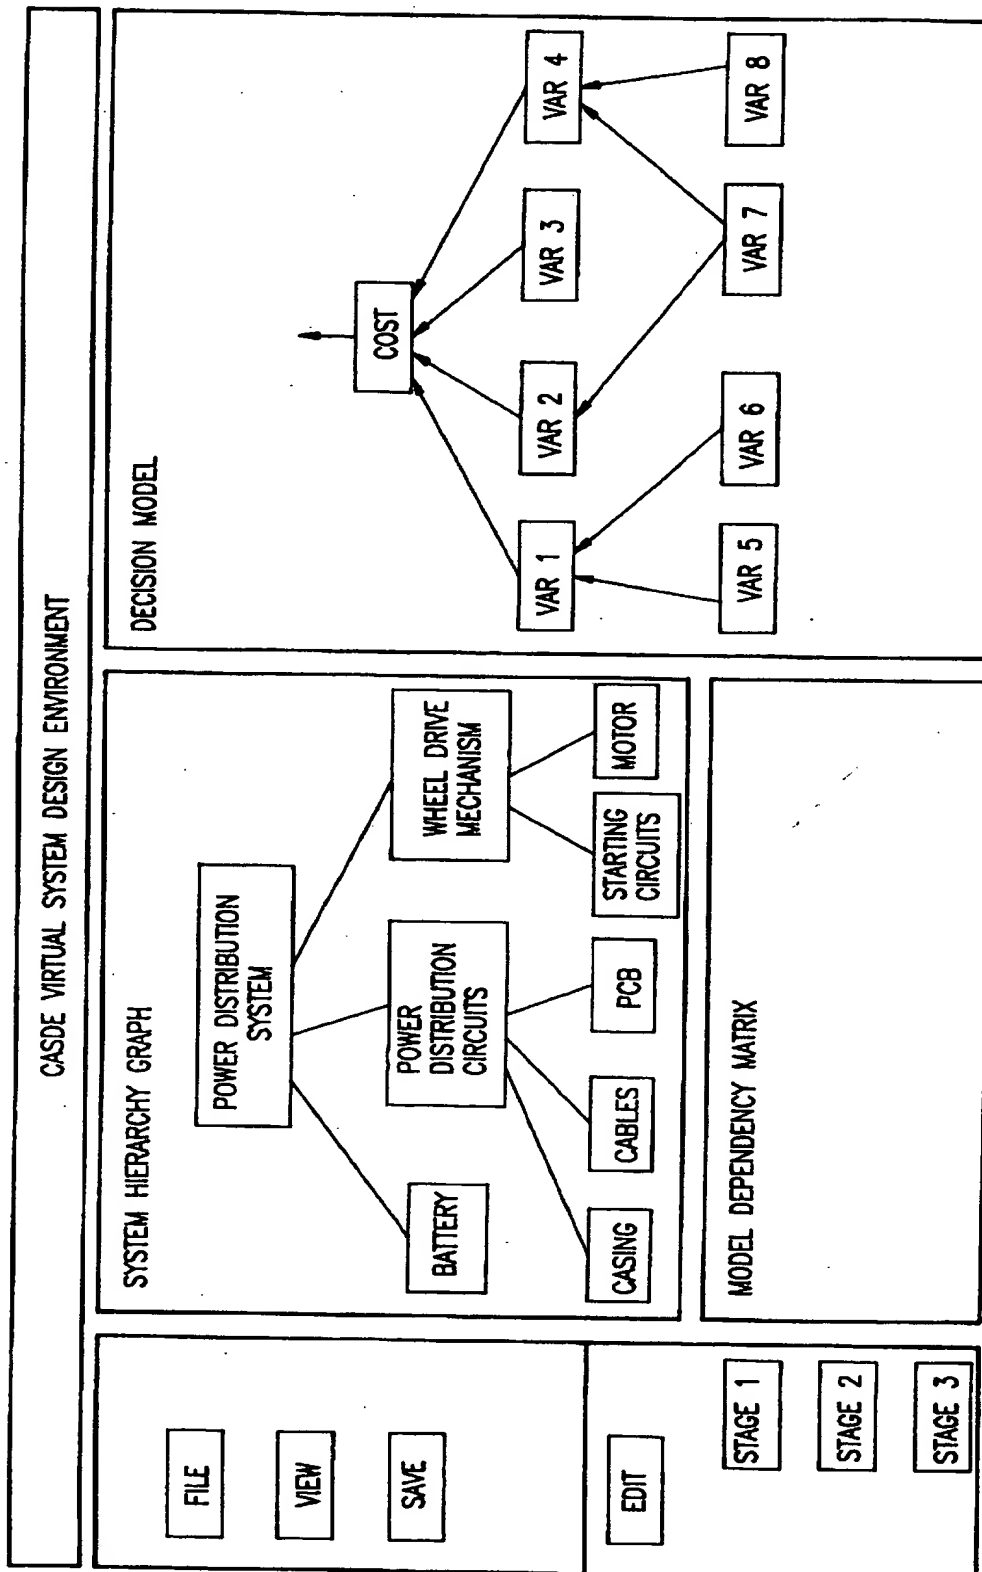 CASDE VIRTUAL SYSTEM DESIGN ENVIRONMENT
FILE
VIEW
SAVE
EDIT
STAGE 1
STAGE 2
STAGE 3
SYSTEM HIERARCHY GRAPH
POWER DISTRIBUTION
SYSTEM
BATTERY
POWER
DISTRIBUTION
CIRCUITS
WHEEL DRIVE
MECHANISM
CASING
CABLES
PCB
STARTING
CIRCUITS
MOTOR
MODEL DEPENDENCY MATRIX
DECISION MODEL
COST
VAR 1
VAR 2
VAR 3
VAR 4
VAR 5
VAR 6
VAR 7
VAR 8